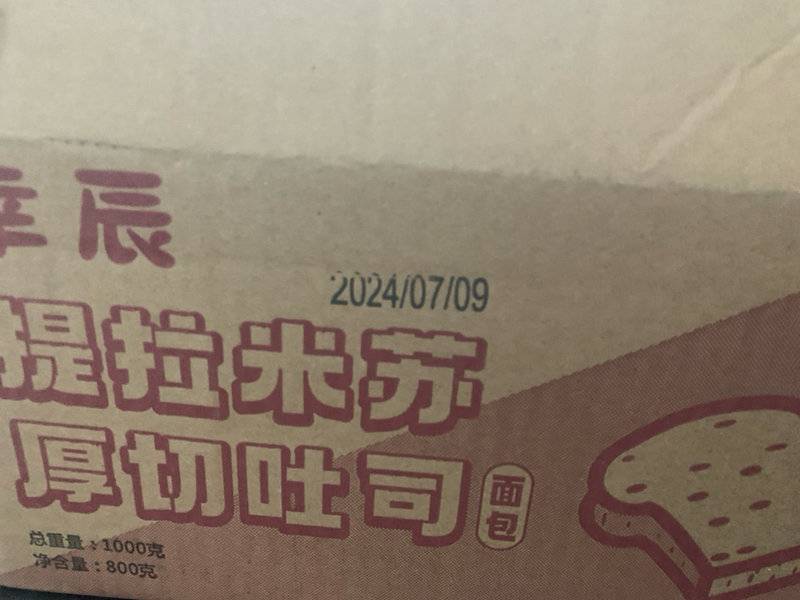 辰
2024/07/09
提拉米苏
厚切吐司
面包
总重量：1000克
净含量：800克